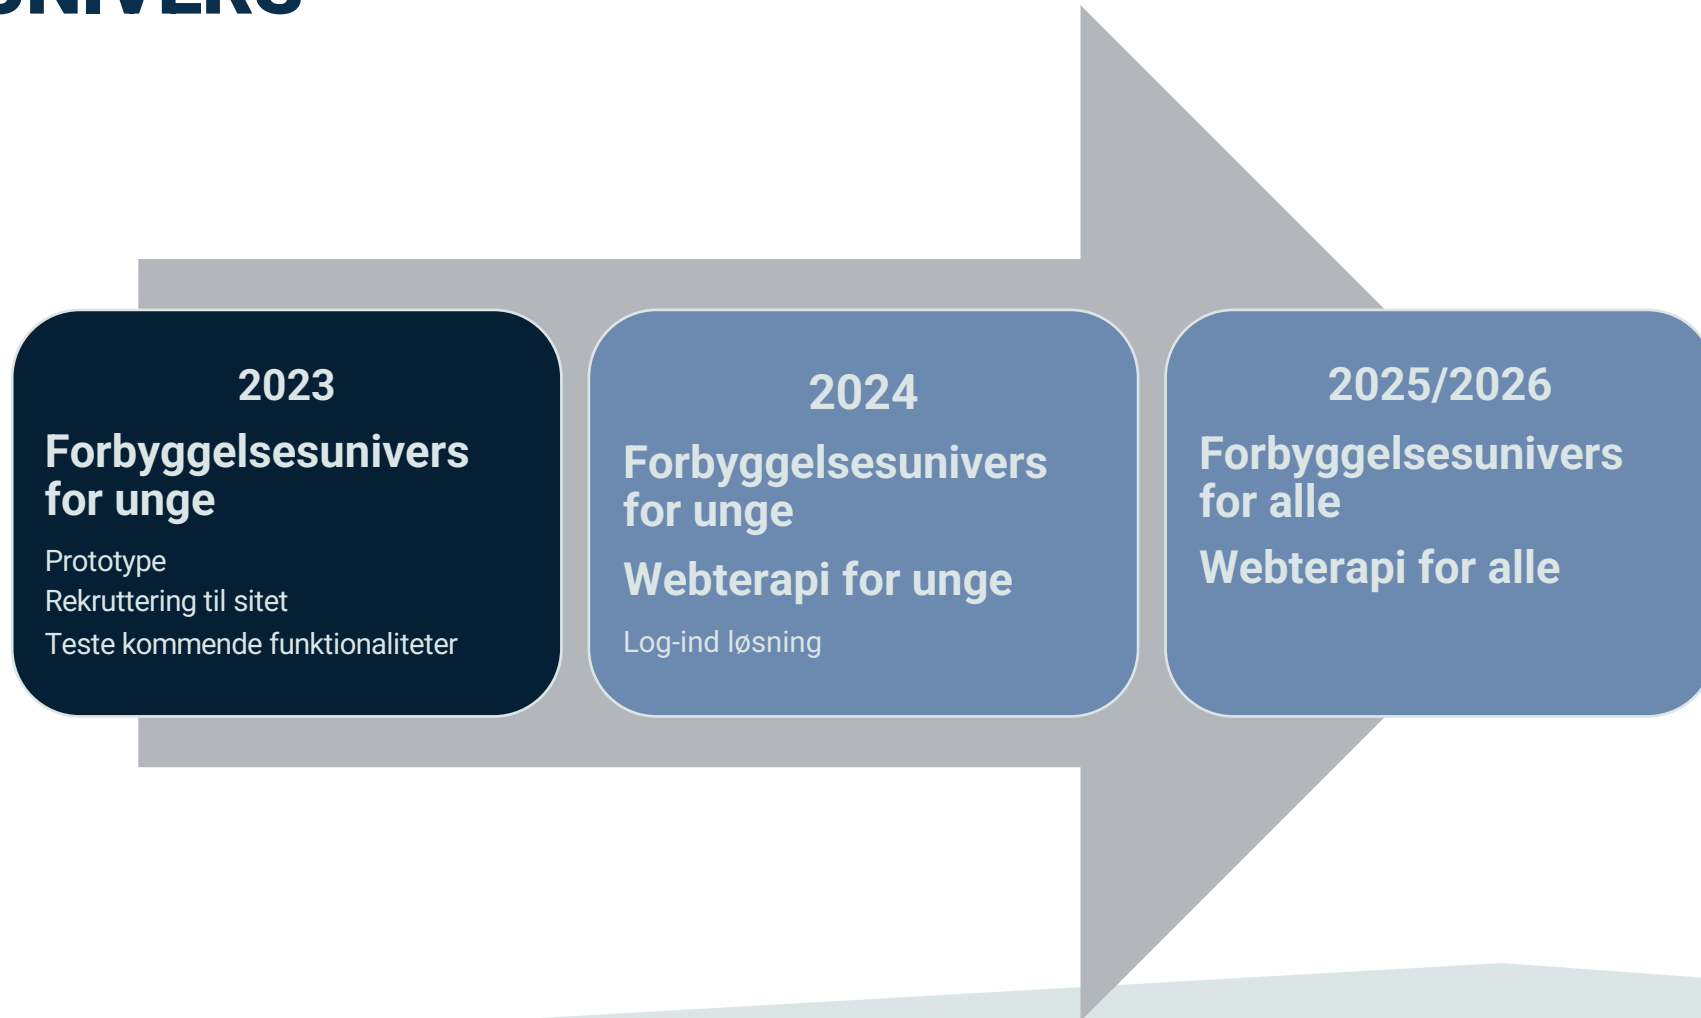 UNIVERS
2023
Forbyggelsesunivers
for unge
Prototype
Rekruttering til sitet
Teste kommende funktionaliteter
2024
Forbyggelsesunivers
for unge
Webterapi for unge
Log-ind løsning
2025/2026
Forbyggelsesunivers
for alle
Webterapi for alle